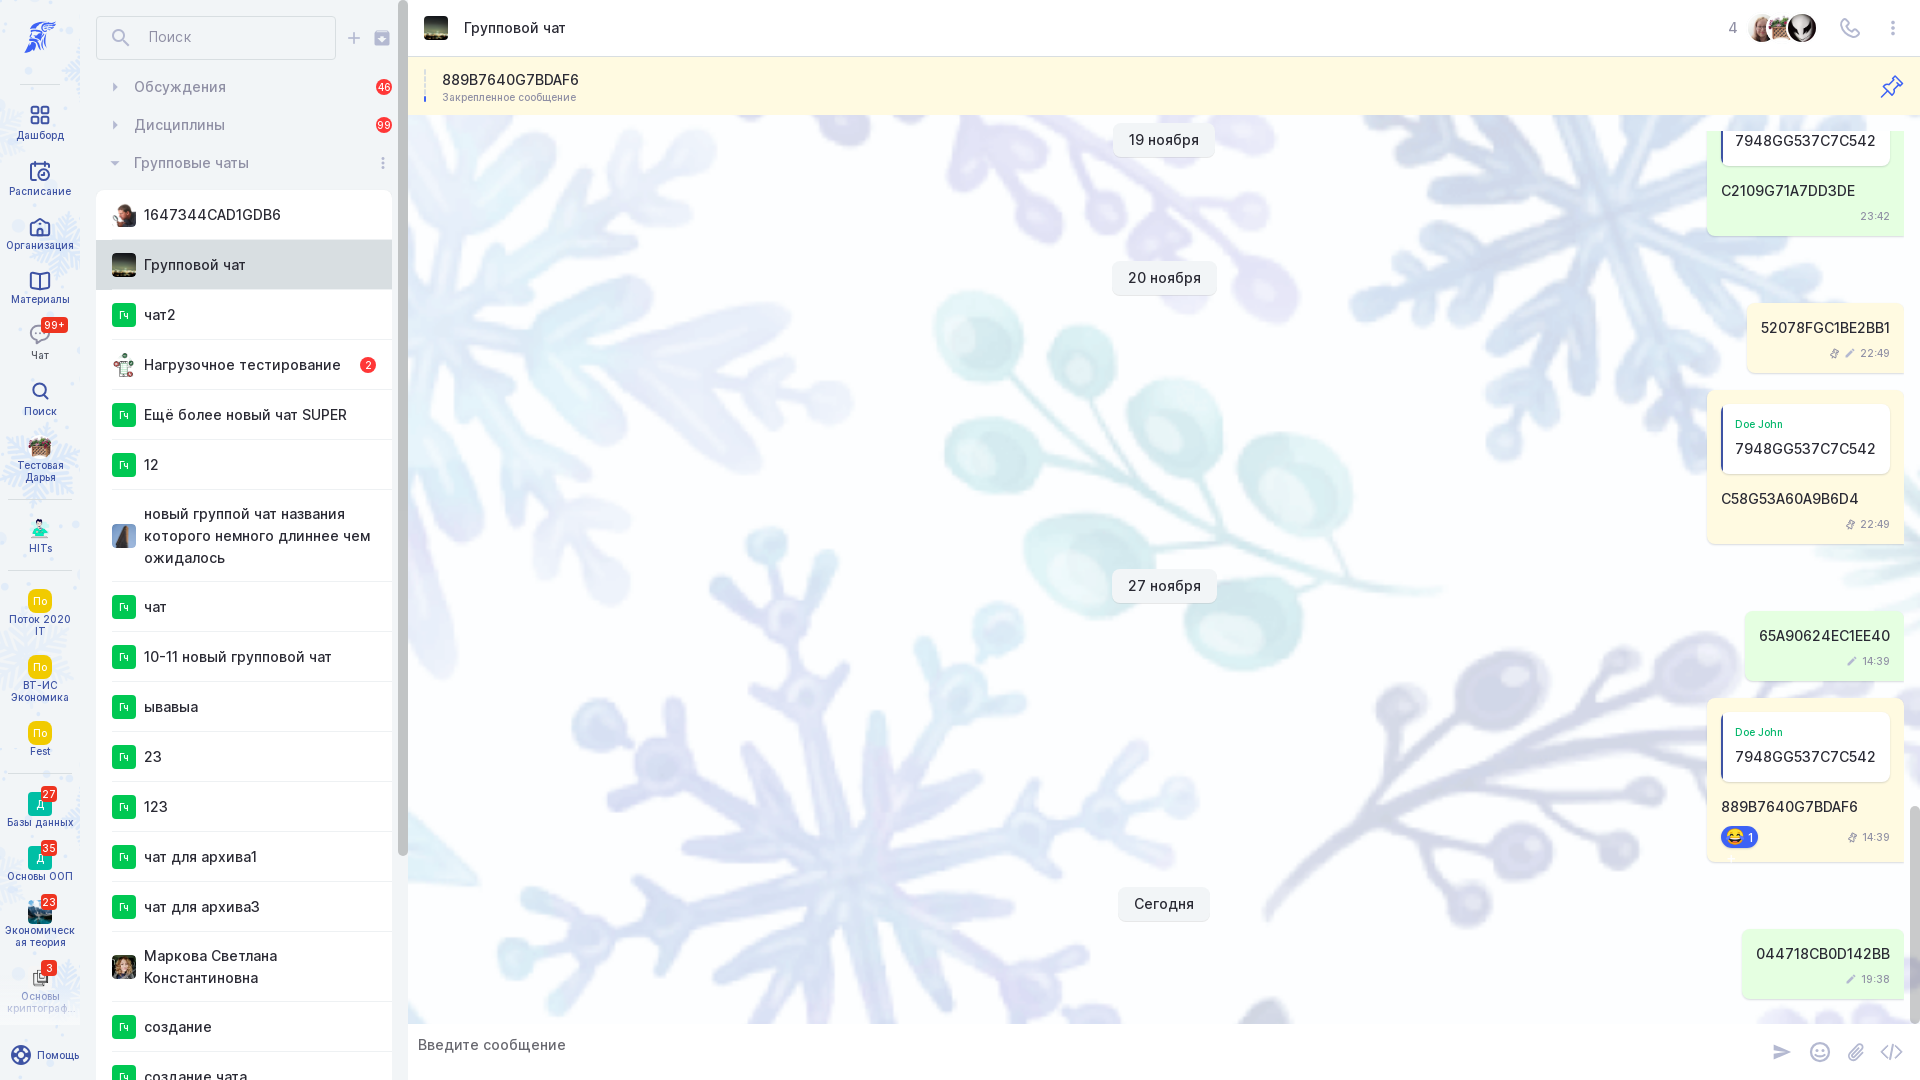 Дашборд
Расписание
Организация
Материалы
99+
Чат
Поиск
Тестовая
Дарья
HITs
По
Поток 2020
IT
По
ВТ-ИС
Экономика
По
Fest
27
Д
Базы данных
35
Д
Основы ООП
23
Экономическ
ая теория
3
Основы
криптограф...
Помощь
Поиск
Обсуждения 46
Дисциплины 99
Групповые чаты
1647344CAD1GDB6
Групповой чат
Гч чат2
Нагрузочное тестирование 2
Гч Ещё более новый чат SUPER
Гч 12
новый группой чат названия
которого немного длиннее чем
ожидалось
Гч чат
Гч 10-11 новый групповой чат
Гч ывавыа
Гч 23
Гч 123
Гч чат для архива1
Гч чат для архива3
Маркова Светлана
Константиновна
Гч создание
Гч создание чата
Групповой чат 4
889B7640G7BDAF6
Закрепленное сообщение
19 ноября
7948GG537C7C542
C2109G71A7DD3DE
23:42
20 ноября
52078FGC1BE2BB1
22:49
Doe John
7948GG537C7C542
C58G53A60A9B6D4
22:49
27 ноября
65A90624EC1EE40
14:39
Doe John
7948GG537C7C542
889B7640G7BDAF6
1 14:39
Сегодня
044718CB0D142BB
19:38
Введите сообщение